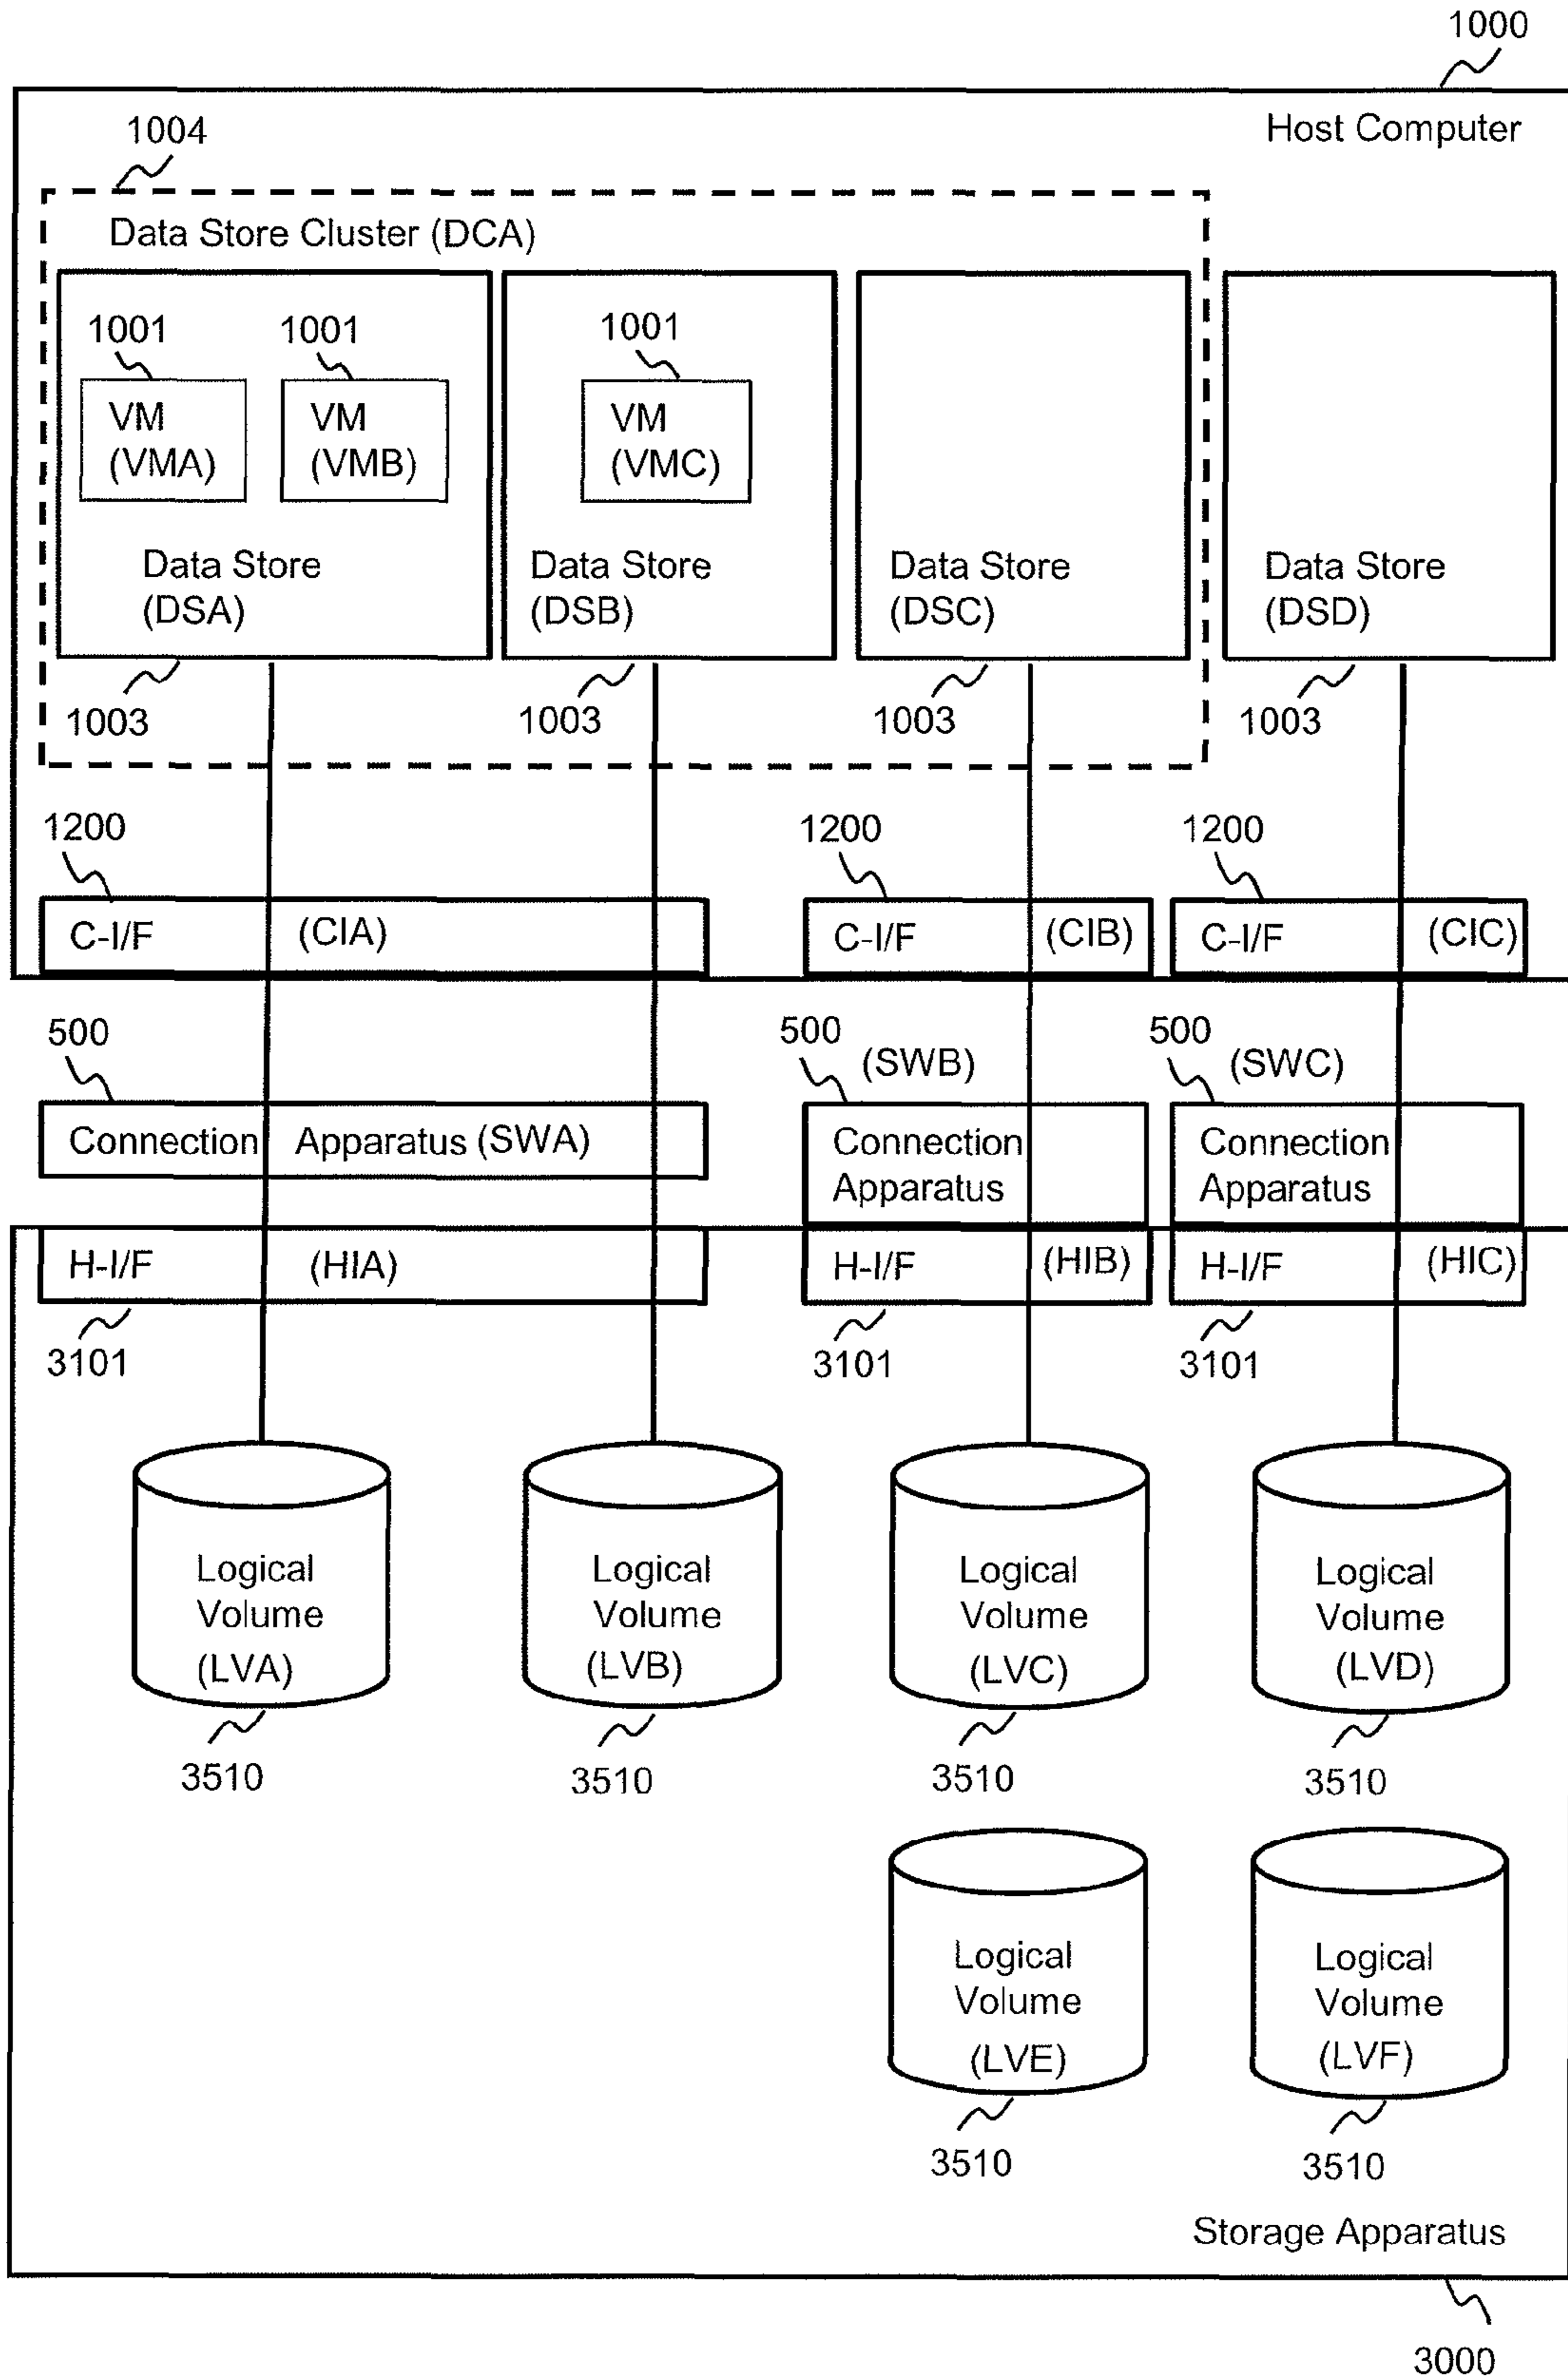 1000
Host Computer
1004
Data Store Cluster (DCA)
1001
1001
1001
VM
(VMA)
VM
(VMB)
VM
(VMC)
Data Store
(DSA)
Data Store
(DSB)
Data Store
(DSC)
Data Store
(DSD)
1003
1003
1003
1003
1200
1200
1200
C-I/F (CIA)
C-I/F (CIB)
C-I/F (CIC)
500
500
(SWB)
500
(SWC)
Connection Apparatus (SWA)
Connection
Apparatus
Connection
Apparatus
H-I/F (HIA)
H-I/F (HIB)
H-I/F (HIC)
3101
3101
3101
Logical
Volume
(LVA)
Logical
Volume
(LVB)
Logical
Volume
(LVC)
Logical
Volume
(LVD)
3510
3510
3510
3510
Logical
Volume
(LVE)
Logical
Volume
(LVF)
3510
3510
Storage Apparatus
3000